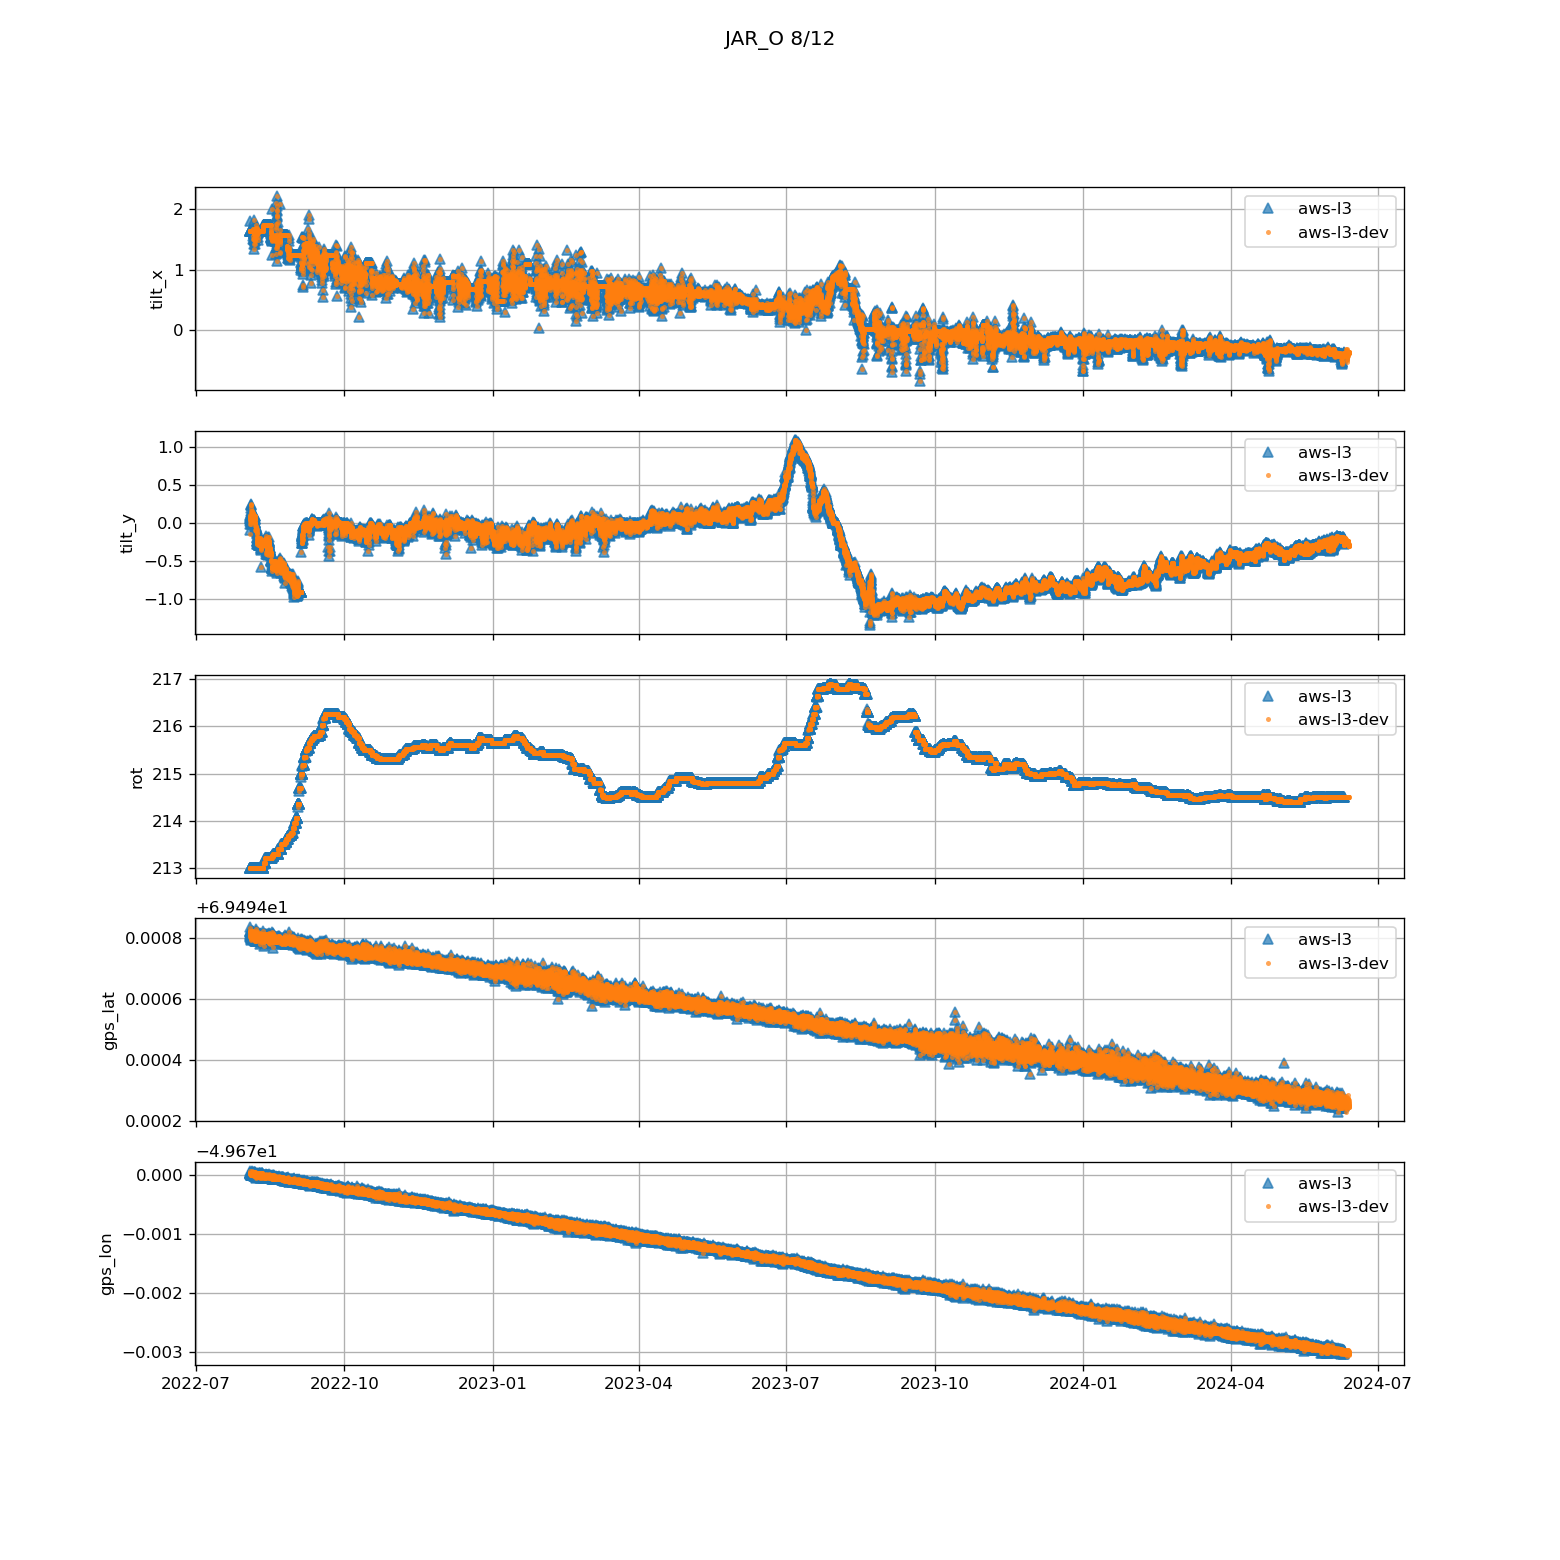 JAR_O 8/12
2
1
0
tilt_x
aws-l3
aws-l3-dev
1.0
0.5
0.0
−0.5
−1.0
tilt_y
aws-l3
aws-l3-dev
217
216
215
214
213
rot
aws-l3
aws-l3-dev
+6.9494e1
0.0008
0.0006
0.0004
0.0002
gps_lat
aws-l3
aws-l3-dev
−4.967e1
0.000
−0.001
−0.002
−0.003
gps_lon
aws-l3
aws-l3-dev
2022-07 2022-10 2023-01 2023-04 2023-07 2023-10 2024-01 2024-04 2024-07